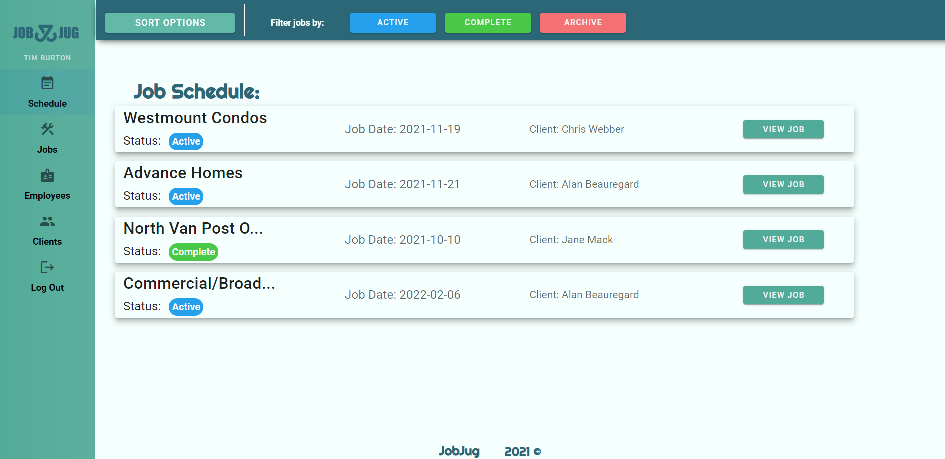 JOB JUG
TIM BURTON
Schedule
Jobs
Employees
Clients
Log Out
SORT OPTIONS
Filter jobs by:
ACTIVE
COMPLETE
ARCHIVE
Job Schedule:
Westmount Condos
Status: Active
Job Date: 2021-11-19
Client: Chris Webber
VIEW JOB
Advance Homes
Status: Active
Job Date: 2021-11-21
Client: Alan Beauregard
VIEW JOB
North Van Post O...
Status: Complete
Job Date: 2021-10-10
Client: Jane Mack
VIEW JOB
Commercial/Broad...
Status: Active
Job Date: 2022-02-06
Client: Alan Beauregard
VIEW JOB
JobJug 2021 ©